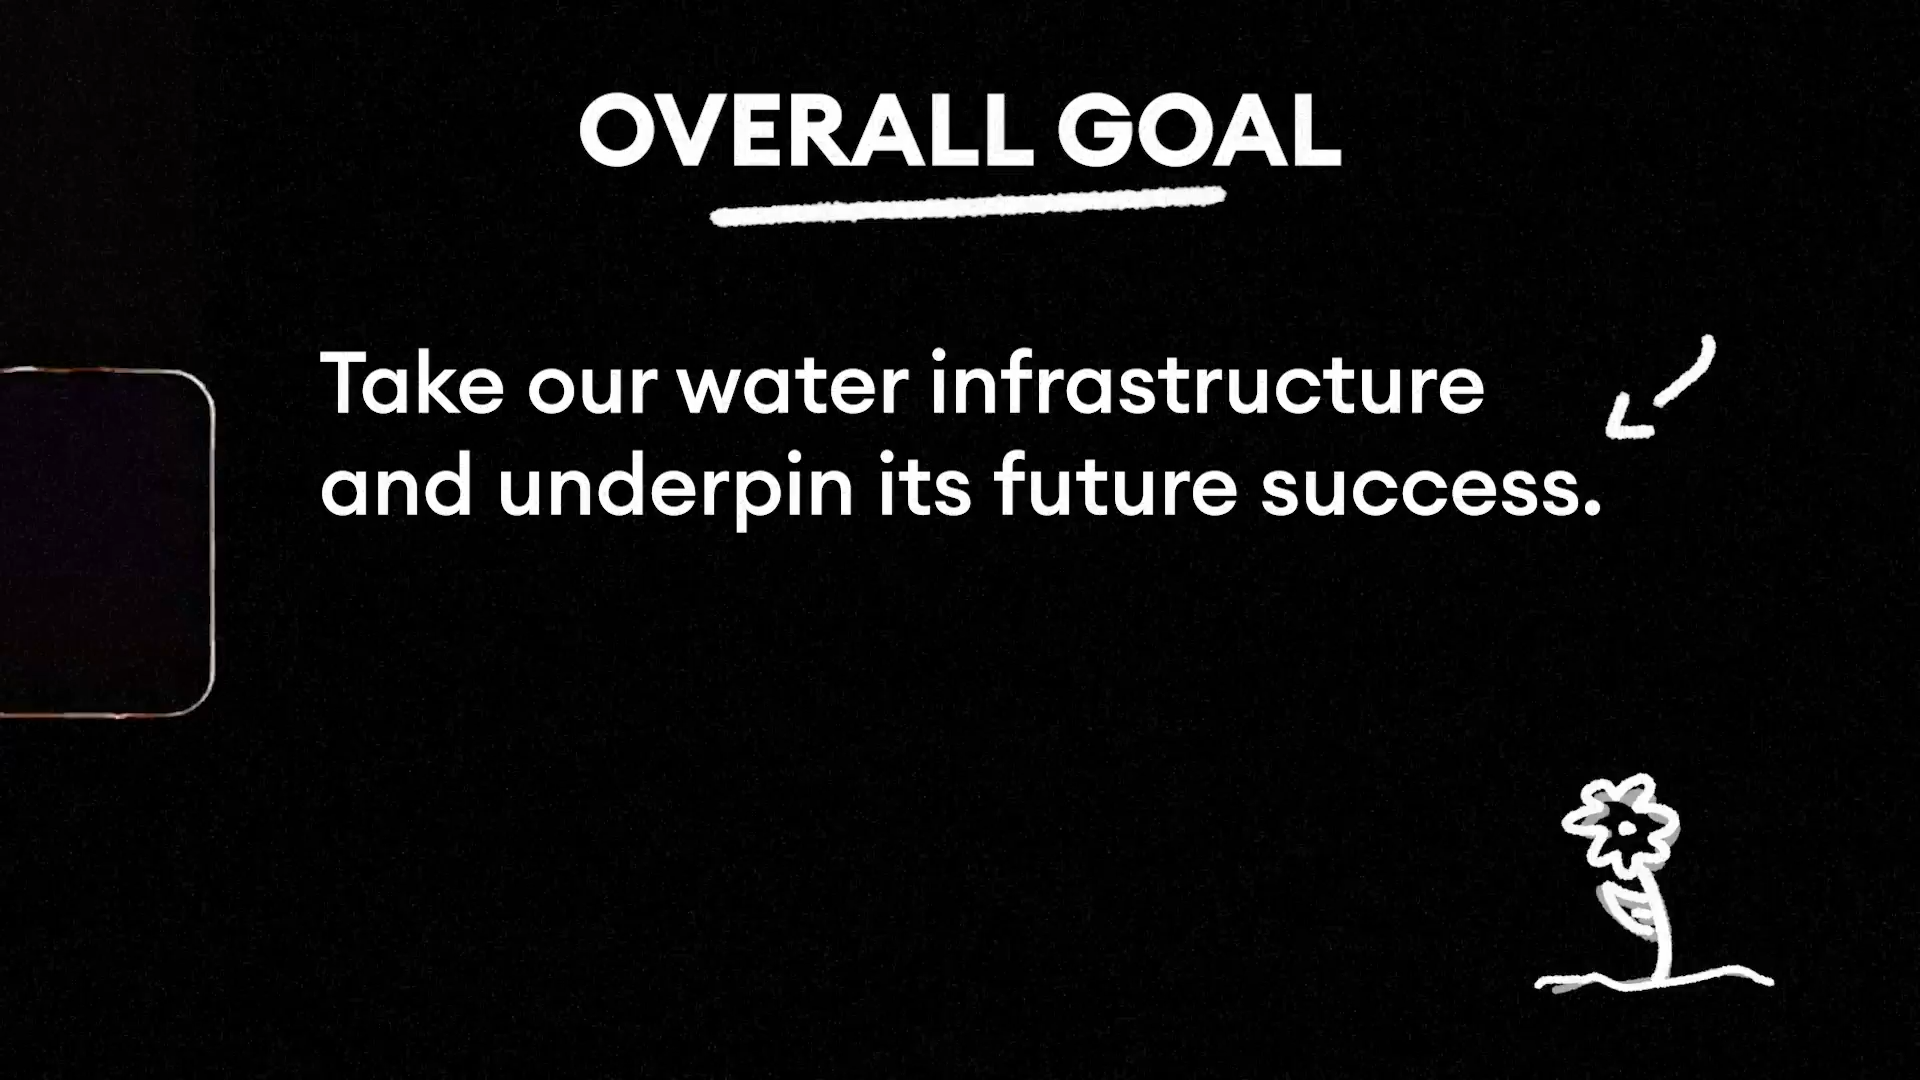 OVERALL GOAL
Take our water infrastructure
and underpin its future success.